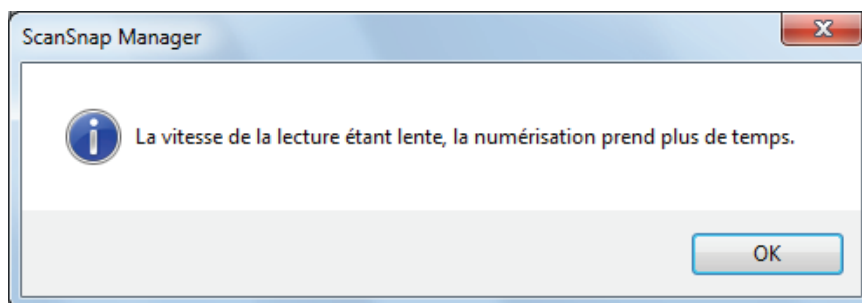 ScanSnap Manager
La vitesse de la lecture étant lente, la numérisation prend plus de temps.
OK